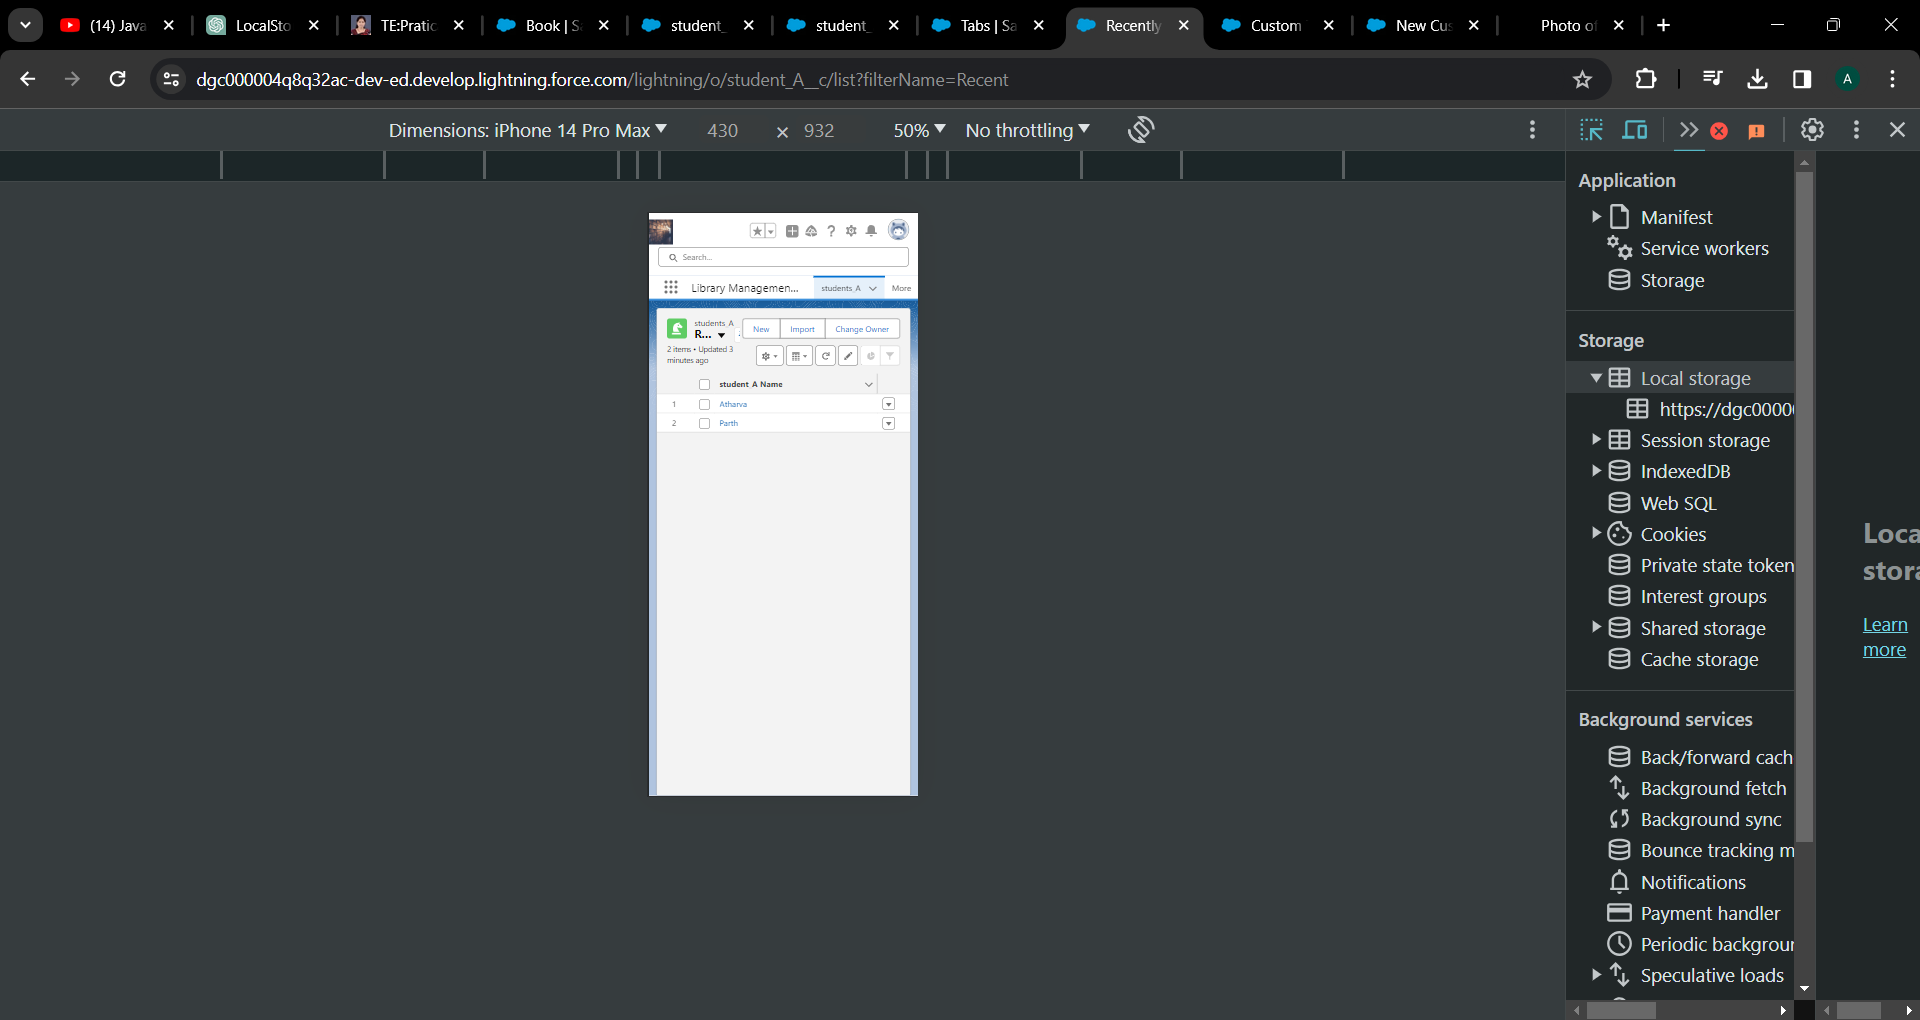 (14) Java
LocalSto
TE:Pratic
Book | S
student_
student_
Tabs | Sa
Recently
Custom
New Cus
Photo of
dgc000004q8q32ac-dev-ed.develop.lightning.force.com/lightning/o/student_A__c/list?filterName=Recent
A
Dimensions: iPhone 14 Pro Max
430 × 932
50%
No throttling
Search...
Library Managemen...
students A
More
students A
R...
New
Import
Change Owner
2 items • Updated 3
minutes ago
student A Name
1 Atharva
2 Parth
Application
Manifest
Service workers
Storage
Storage
Local storage
https://dgc0000
Session storage
IndexedDB
Web SQL
Cookies
Private state token
Interest groups
Shared storage
Cache storage
Background services
Back/forward cach
Background fetch
Background sync
Bounce tracking m
Notifications
Payment handler
Periodic backgrour
Speculative loads
Loca
stora
Learn
more